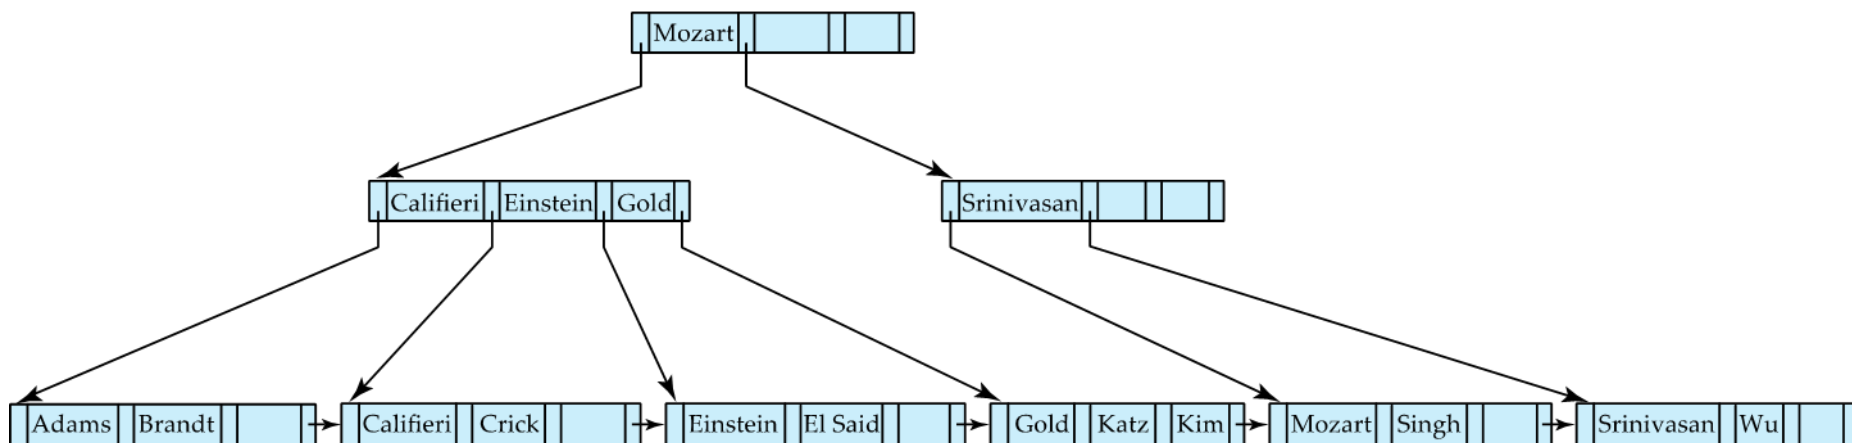 Mozart
Califieri Einstein Gold Srinivasan
Adams Brandt Califieri Crick Einstein El Said Gold Katz Kim Mozart Singh Srinivasan Wu